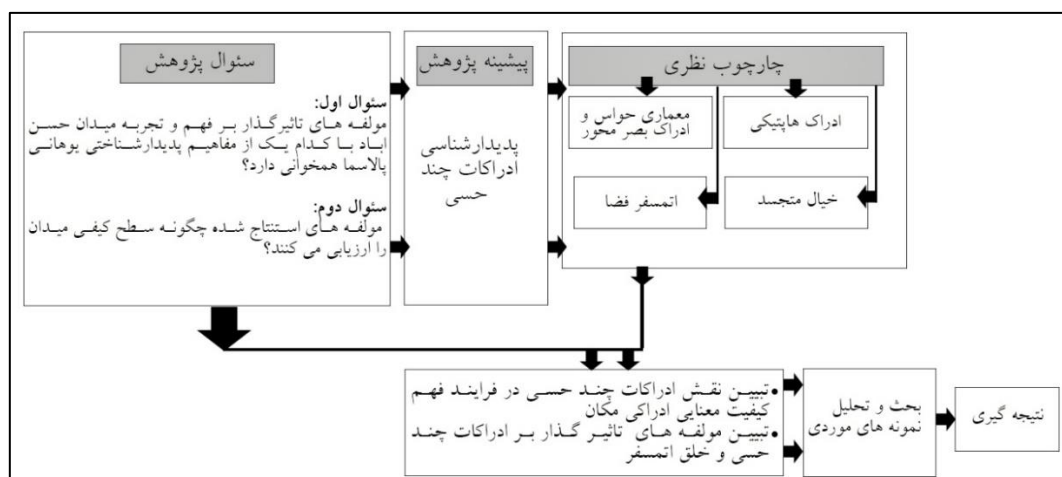 سئوال پژوهش
سئوال اول:
مولفه های تاثیرگذار بر فهم و تجربه میدان حسن
اباد با کدام یک از مفاهیم پدیدارشناختی یوهانی
پالاسما همخوانی دارد؟
سئوال دوم:
مولفه های استنتاج شده چگونه سطح کیفی میدان
را ارزیابی می کنند؟
پیشینه پژوهش
پدیدارشناسی
ادراکات چند
حسی
چارچوب نظری
معماری حواس و
ادراک بصر محور
ادراک هاپتیکی
اتمسفر فضا
خیال متجسد
•تبیین نقش ادراکات چند حسی در فرایند فهم
کیفیت معنایی ادراکی مکان
•تبیین مولفه های تاثیر گذار بر ادراکات چند
حسی و خلق اتمسفر
بحث و تحلیل
نمونه های موردی
نتیجه گیری